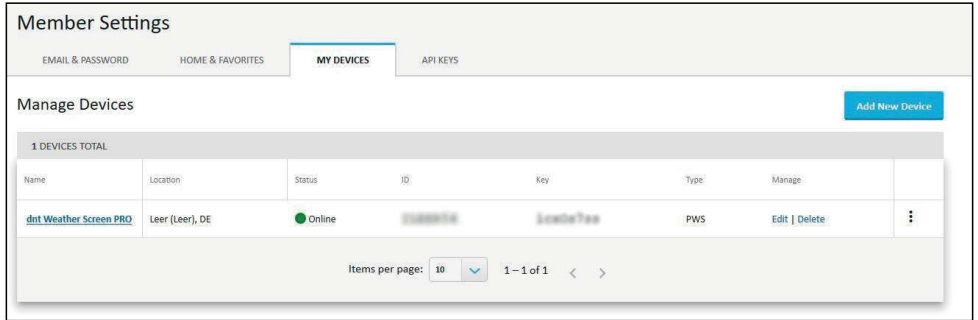 Member Settings
EMAIL & PASSWORD HOME & FAVORITES MY DEVICES API KEYS
Manage Devices Add New Device
1 DEVICES TOTAL
Name Location Status ID Key Type Manage
dnt Weather Screen PRO Leer (Leer), DE Online PWS Edit | Delete
Items per page: 10 1 – 1 of 1 < >